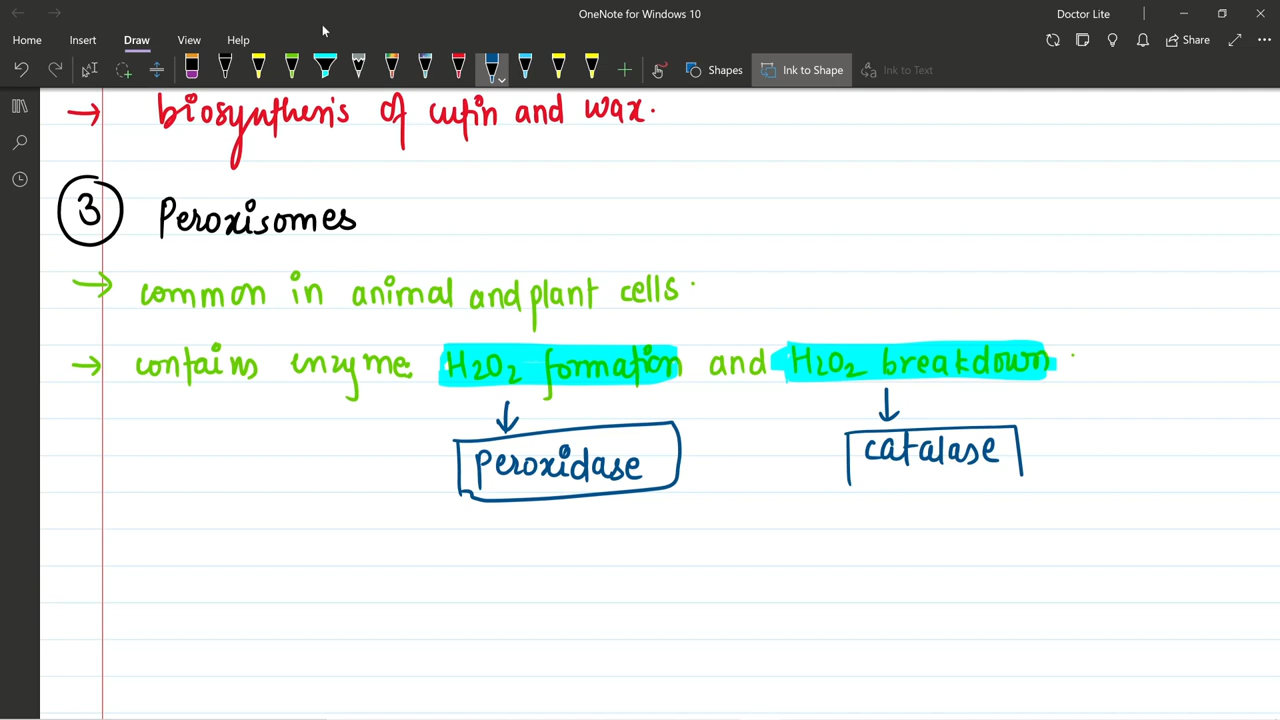 OneNote for Windows 10
Doctor Lite
Home Insert Draw View Help
Share
Shapes
Ink to Shape
Ink to Text
→ biosynthesis of cutin and wax.
3 Peroxisomes
→ common in animal and plant cells.
→ contains enzyme H2O2 formation and H2O2 breakdown.
↓ ↓
peroxidase catalase